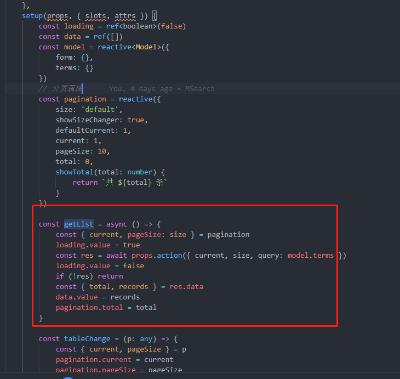 },
setup(props, { slots, attrs }) {
const loading = ref<boolean>(false)
const data = ref([])
const model = reactive<Model>({
form: {},
terms: {}
})
// 分页 You, 4 days ago • MSearch
const pagination = reactive({
size: 'default',
showSizeChanger: true,
defaultCurrent: 1,
current: 1,
pageSize: 10,
total: 0,
showTotal(total: number) {
return `共 ${total} 条`
}
})
const getList = async () => {
const { current, pageSize: size } = pagination
loading.value = true
const res = await props.action({ current, size, query: model.terms })
loading.value = false
if (!res) return
const { total, records } = res.data
data.value = records
pagination.total = total
}
const tableChange = (p: any) => {
const { current, pageSize } = p
pagination.current = current
pagination.pageSize = pageSize